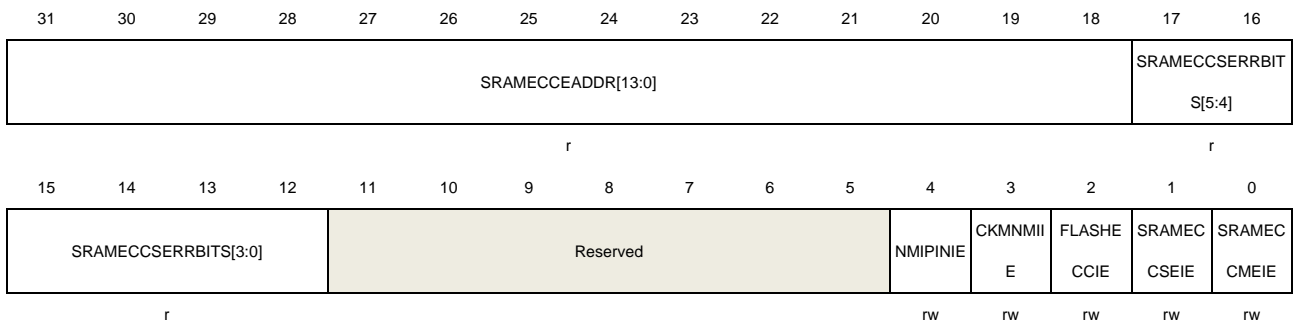 31 30 29 28 27 26 25 24 23 22 21 20 19 18 17 16
SRAMECCEADDR[13:0]
SRAMECCSERRBIT
S[5:4]
r r
15 14 13 12 11 10 9 8 7 6 5 4 3 2 1 0
SRAMECCSERRBITS[3:0] Reserved NMIPINIE
CKMNMII
E
FLASHE
CCIE
SRAMEC
CSEIE
SRAMEC
CMEIE
r rw rw rw rw rw